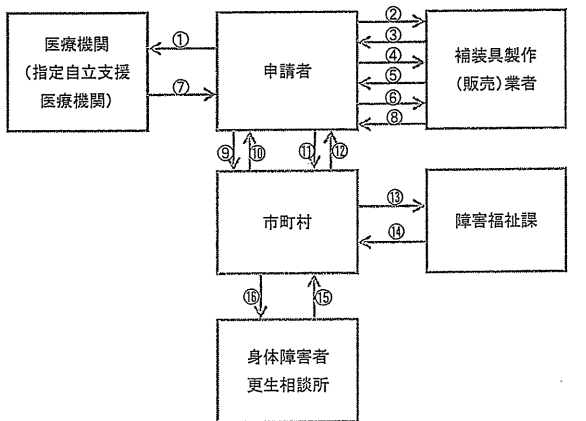 医療機関
(指定自立支援
医療機関)
①
⑦
申請者
②
③
④
⑤
⑥
⑧
補装具製作
(販売)業者
⑨
⑩
⑪
⑫
市町村
⑬
⑭
障害福祉課
⑯
⑮
身体障害者
更生相談所